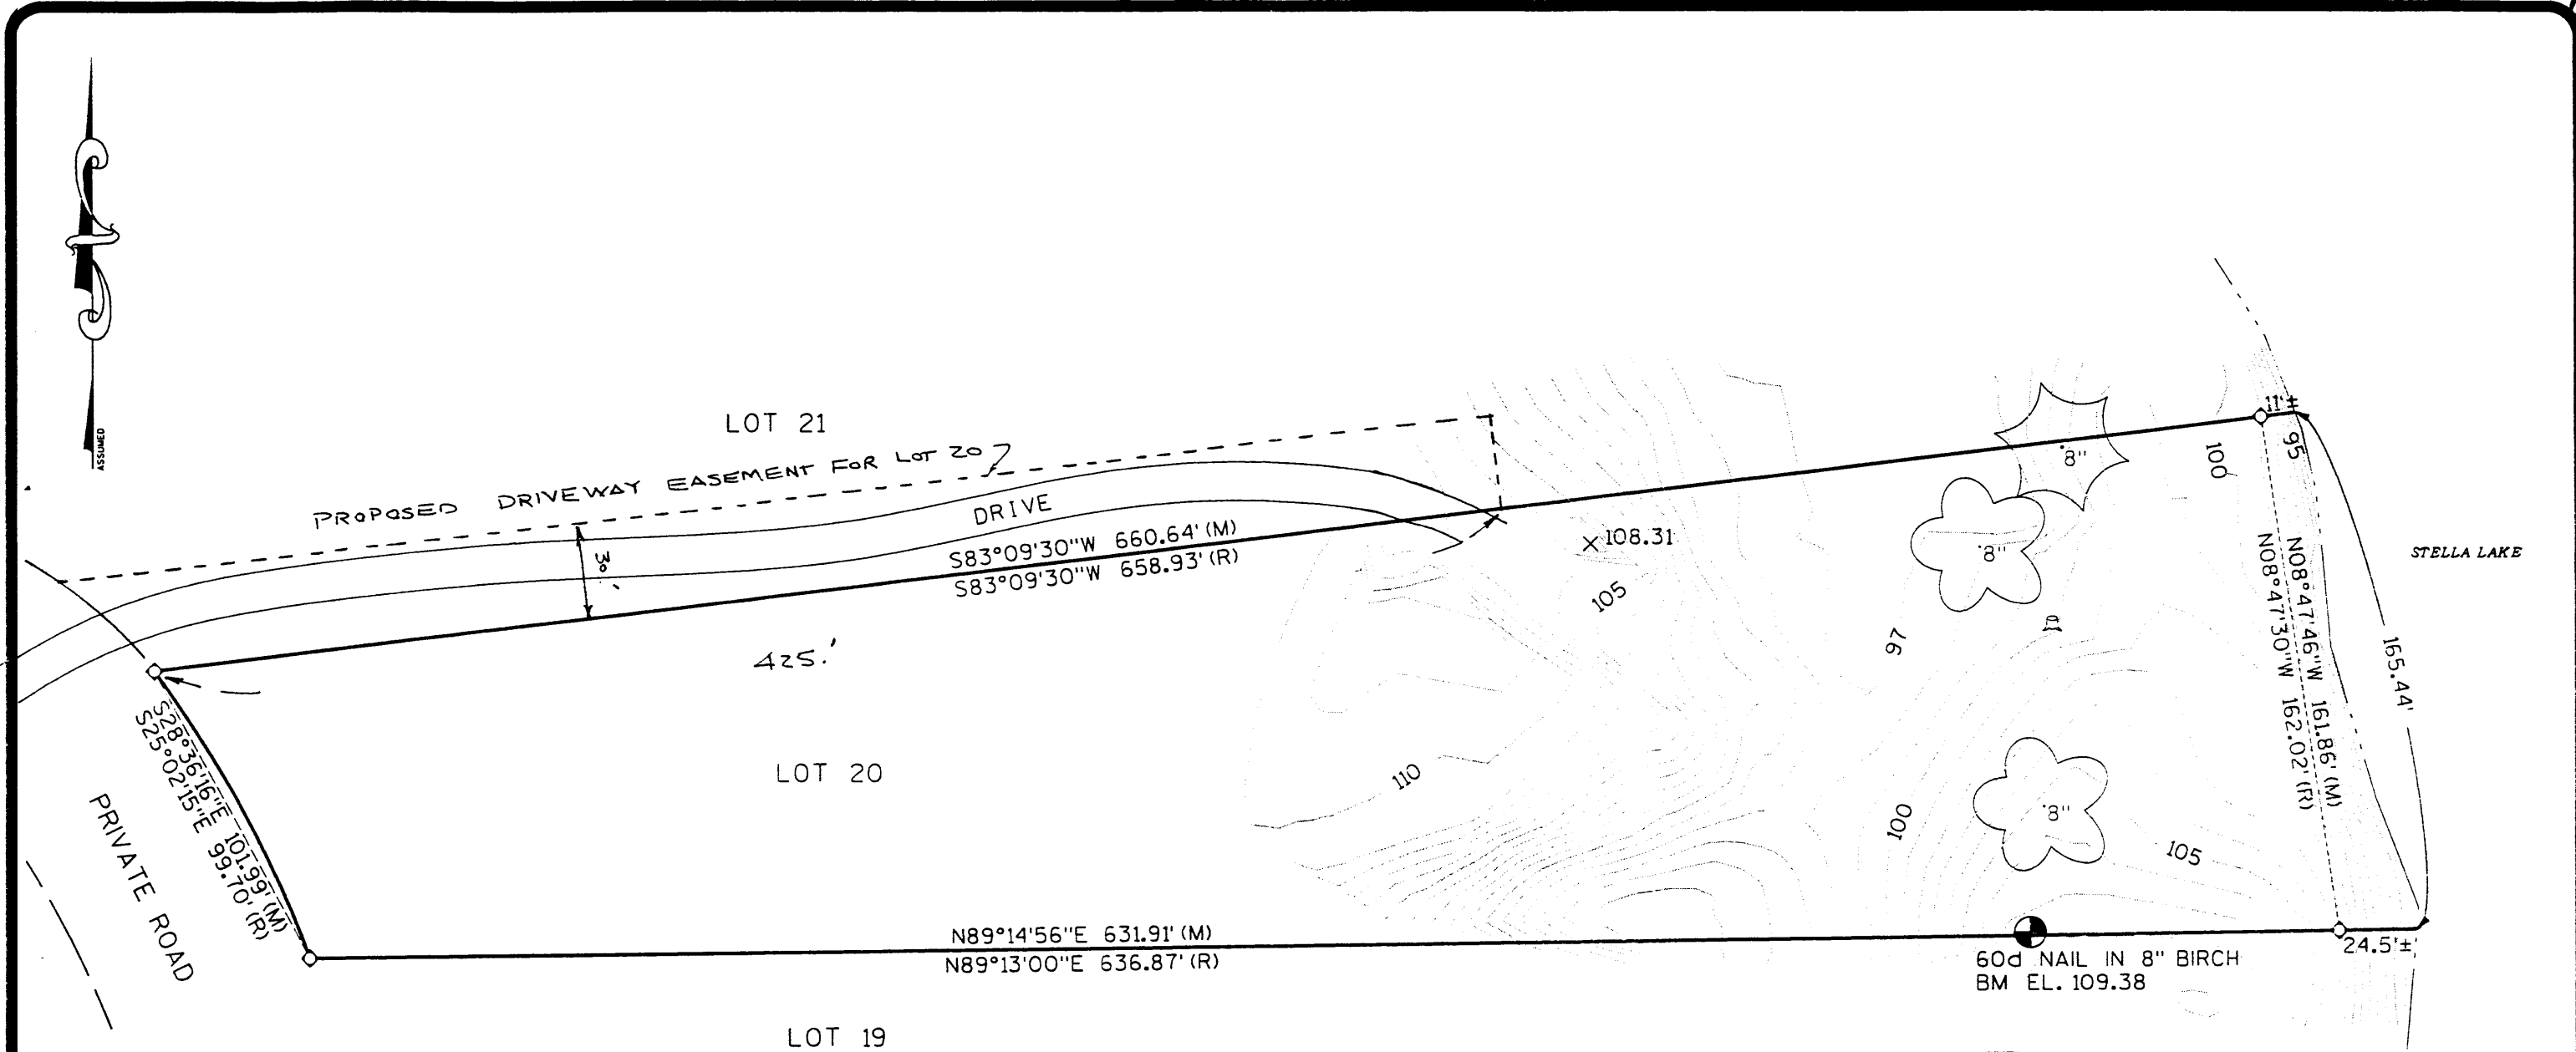 ASSUMED
LOT 21
PROPOSED DRIVEWAY EASEMENT FOR LOT 20
DRIVE
30'
S83°09'30"W 660.64' (M)
S83°09'30"W 658.93' (R)
425.'
×108.31
105
11'±
95
100
8"
8"
97
STELLA LAKE
N08°47'46"W 161.86' (M)
N08°47'30"W 162.02' (R)
165.44'
S28°36'16"E 101.99' (M)
S25°02'15"E 99.70' (R)
PRIVATE ROAD
LOT 20
110
100
8"
105
N89°14'56"E 631.91' (M)
N89°13'00"E 636.87' (R)
24.5'±
60d NAIL IN 8" BIRCH
BM EL. 109.38
LOT 19